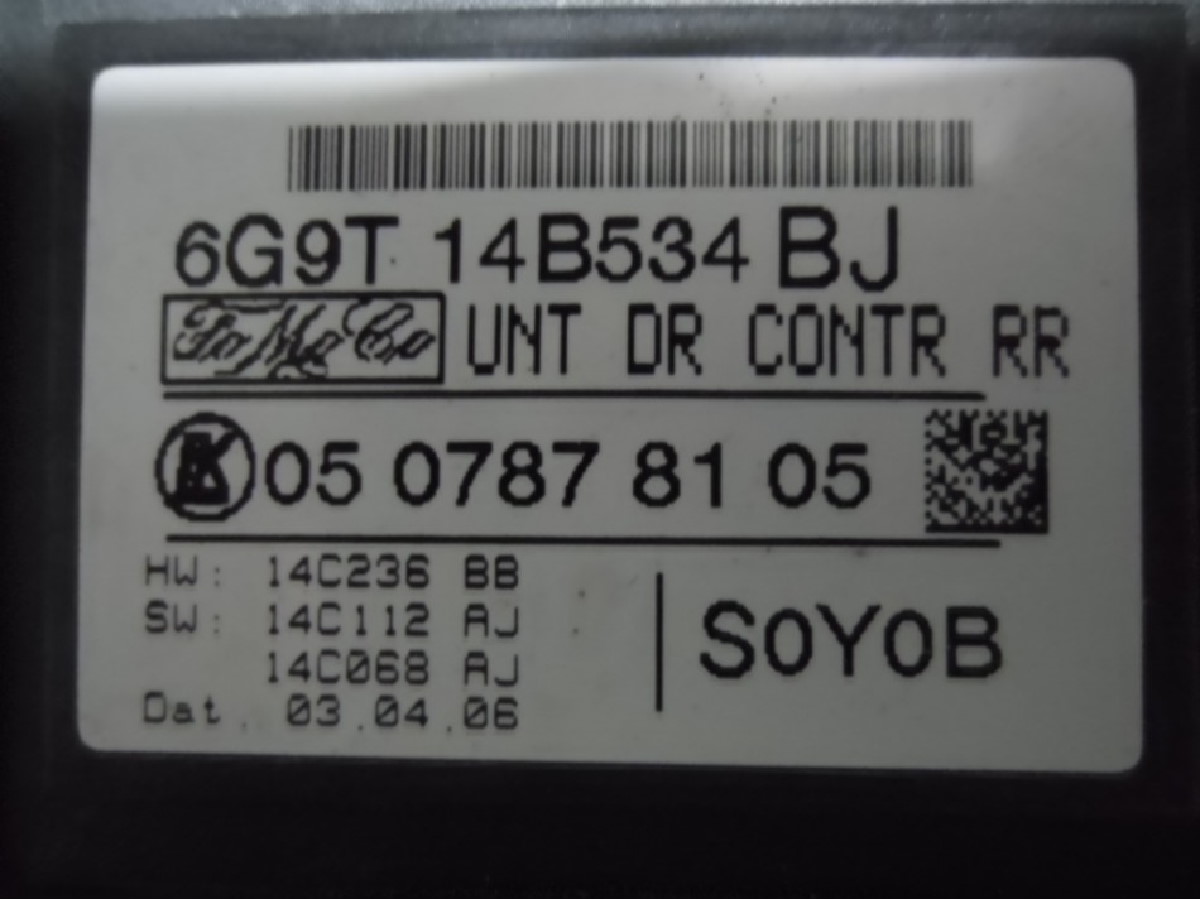 6G9T 14B534 BJ
FoMoCo UNT DR CONTR RR
K 05 0787 81 05
HW: 14C236 BB
SW: 14C112 AJ
14C068 AJ
Dat. 03.04.06
S0Y0B